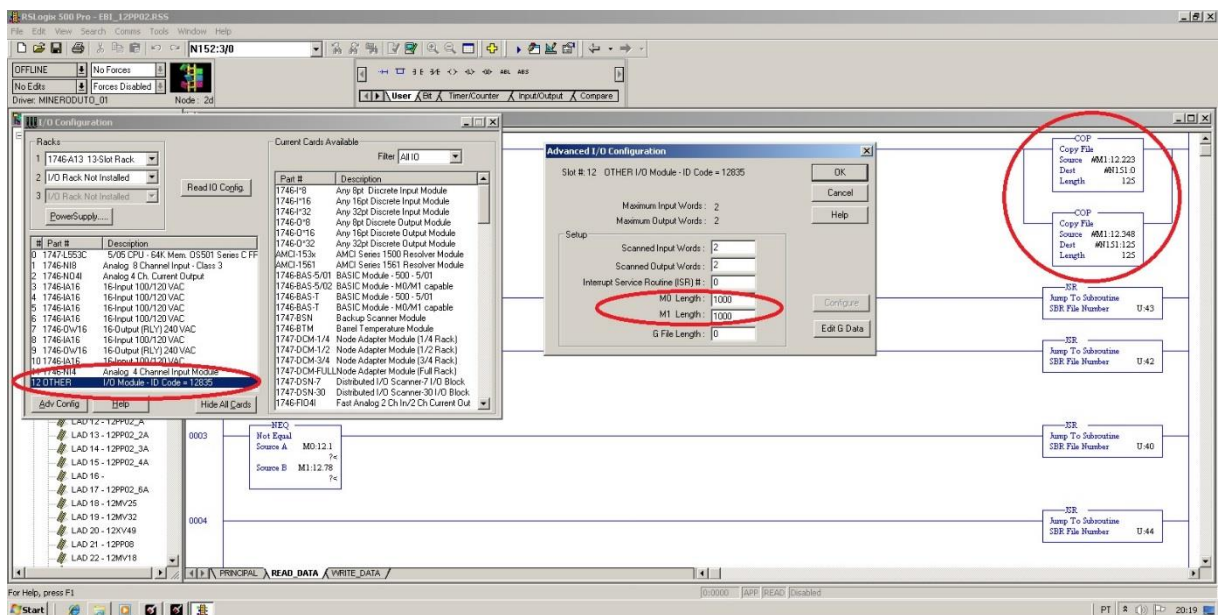 RSLogix 500 Pro - EBI_12PP02.RSS
File Edit View Search Comms Tools Window Help
N152:3/0
OFFLINE No Forces
No Edits Forces Disabled
Driver: MINERODUTO_01 Node: 2d
User Bit Timer/Counter Input/Output Compare
I/O Configuration
Racks
1 1746-A13 13-Slot Rack
2 I/O Rack Not Installed
3 I/O Rack Not Installed
Read IO Config.
PowerSupply.....
Current Cards Available
Filter All IO
# Part # Description
0 1747-L553C 5/05 CPU - 64K Mem. OS501 Series C FF
1 1746-NI8 Analog 8 Channel Input - Class 3
2 1746-NO4I Analog 4 Ch. Current Output
3 1746-IA16 16-Input 100/120 VAC
4 1746-IA16 16-Input 100/120 VAC
5 1746-IA16 16-Input 100/120 VAC
6 1746-IA16 16-Input 100/120 VAC
7 1746-OW16 16-Output (RLY) 240 VAC
8 1746-IA16 16-Input 100/120 VAC
9 1746-OW16 16-Output (RLY) 240 VAC
10 1746-IA16 16-Input 100/120 VAC
11 1746-NI4 Analog 4 Channel Input Module
12 OTHER I/O Module - ID Code = 12835
Adv Config Help Hide All Cards
Part # Description
1746-I*8 Any 8pt Discrete Input Module
1746-I*16 Any 16pt Discrete Input Module
1746-I*32 Any 32pt Discrete Input Module
1746-O*8 Any 8pt Discrete Output Module
1746-O*16 Any 16pt Discrete Output Module
1746-O*32 Any 32pt Discrete Output Module
AMCI-153x AMCI Series 1500 Resolver Module
AMCI-1561 AMCI Series 1561 Resolver Module
1746-BAS-5/01 BASIC Module - 500 - 5/01
1746-BAS-5/02 BASIC Module - M0/M1 capable
1746-BAS-T BASIC Module - 500 - 5/01
1746-BAS-T BASIC Module - M0/M1 capable
1747-BSN Backup Scanner Module
1746-BTM Barrel Temperature Module
1747-DCM-1/4 Node Adapter Module (1/4 Rack)
1747-DCM-1/2 Node Adapter Module (1/2 Rack)
1747-DCM-3/4 Node Adapter Module (3/4 Rack)
1747-DCM-FULL Node Adapter Module (Full Rack)
1747-DSN-7 Distributed I/O Scanner-7 I/O Block
1747-DSN-30 Distributed I/O Scanner-30 I/O Block
1746-FIO4I Fast Analog 2 Ch In/2 Ch Current Out
Advanced I/O Configuration
Slot #: 12 OTHER I/O Module - ID Code = 12835
Maximum Input Words : 2
Maximum Output Words : 2
Setup
Scanned Input Words : 2
Scanned Output Words : 2
Interrupt Service Routine (ISR) # : 0
M0 Length : 1000
M1 Length : 1000
G File Length : 0
OK
Cancel
Help
Configure
Edit G Data
COP
Copy File
Source #M1:12.223
Dest #N151:0
Length 125
COP
Copy File
Source #M1:12.348
Dest #N151:125
Length 125
JSR
Jump To Subroutine
SBR File Number U:43
JSR
Jump To Subroutine
SBR File Number U:42
LAD 12 - 12PP02_A
LAD 13 - 12PP02_2A
LAD 14 - 12PP02_3A
LAD 15 - 12PP02_4A
LAD 16 -
LAD 17 - 12PP02_6A
LAD 18 - 12MV25
LAD 19 - 12MV32
LAD 20 - 12XV49
LAD 21 - 12PP08
LAD 22 - 12MV18
0003
NEQ
Not Equal
Source A M0:12.1
?<
Source B M1:12.78
?<
JSR
Jump To Subroutine
SBR File Number U:40
0004
JSR
Jump To Subroutine
SBR File Number U:44
PRINCIPAL READ_DATA WRITE_DATA
For Help, press F1
0:0000 APP READ Disabled
Start
PT 20:19